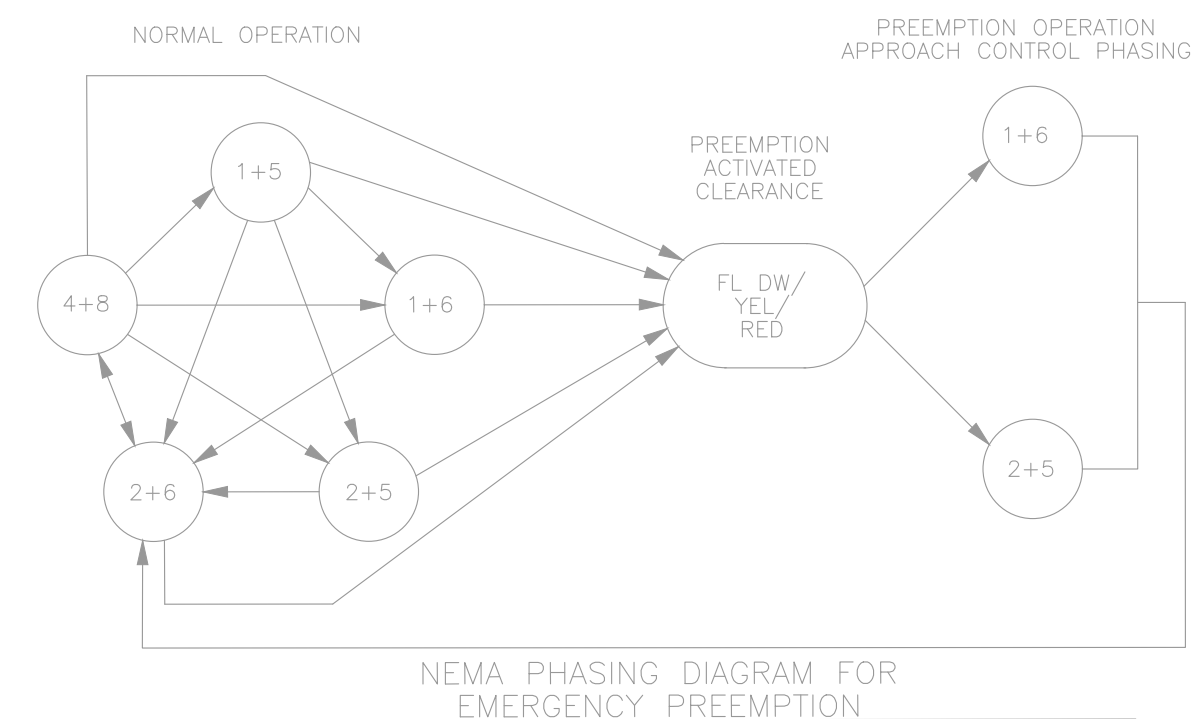 NORMAL OPERATION
PREEMPTION OPERATION
APPROACH CONTROL PHASING
1+6
PREEMPTION
ACTIVATED
CLEARANCE
1+5
4+8
1+6
FL DW/
YEL/
RED
2+6
2+5
2+5
NEMA PHASING DIAGRAM FOR
EMERGENCY PREEMPTION